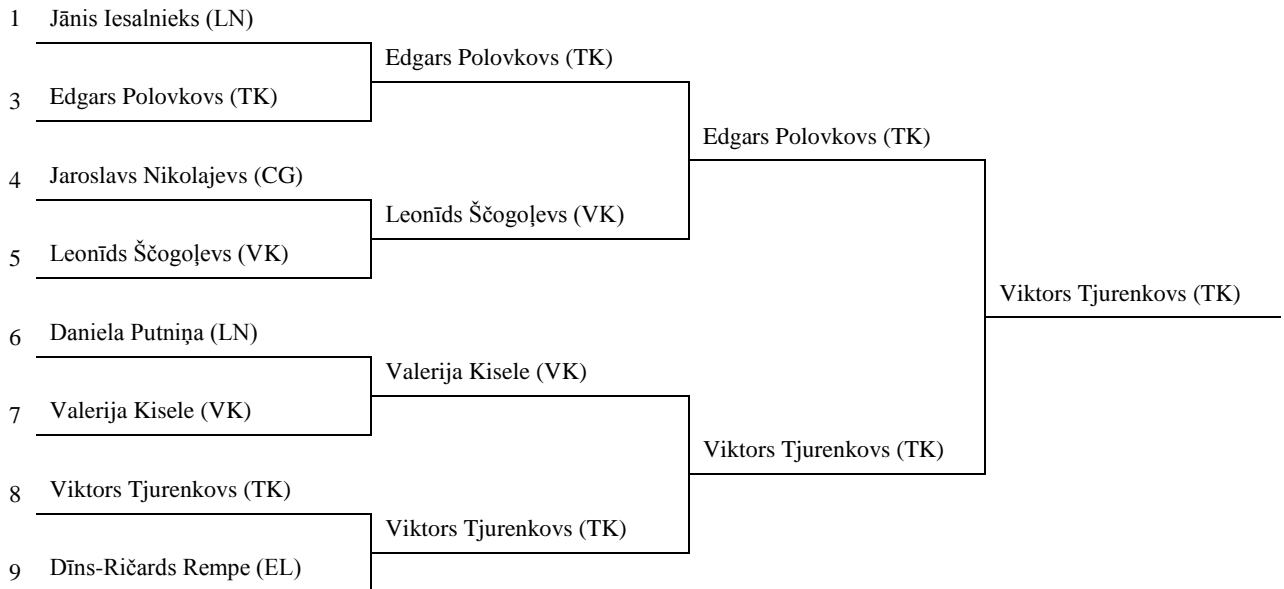 1 Jānis Iesalnieks (LN)
Edgars Polovkovs (TK)
3 Edgars Polovkovs (TK)
Edgars Polovkovs (TK)
4 Jaroslavs Nikolajevs (CG)
Leonīds Ščogoļevs (VK)
5 Leonīds Ščogoļevs (VK)
Viktors Tjurenkovs (TK)
6 Daniela Putniņa (LN)
Valerija Kisele (VK)
7 Valerija Kisele (VK)
Viktors Tjurenkovs (TK)
8 Viktors Tjurenkovs (TK)
Viktors Tjurenkovs (TK)
9 Dīns-Ričards Rempe (EL)